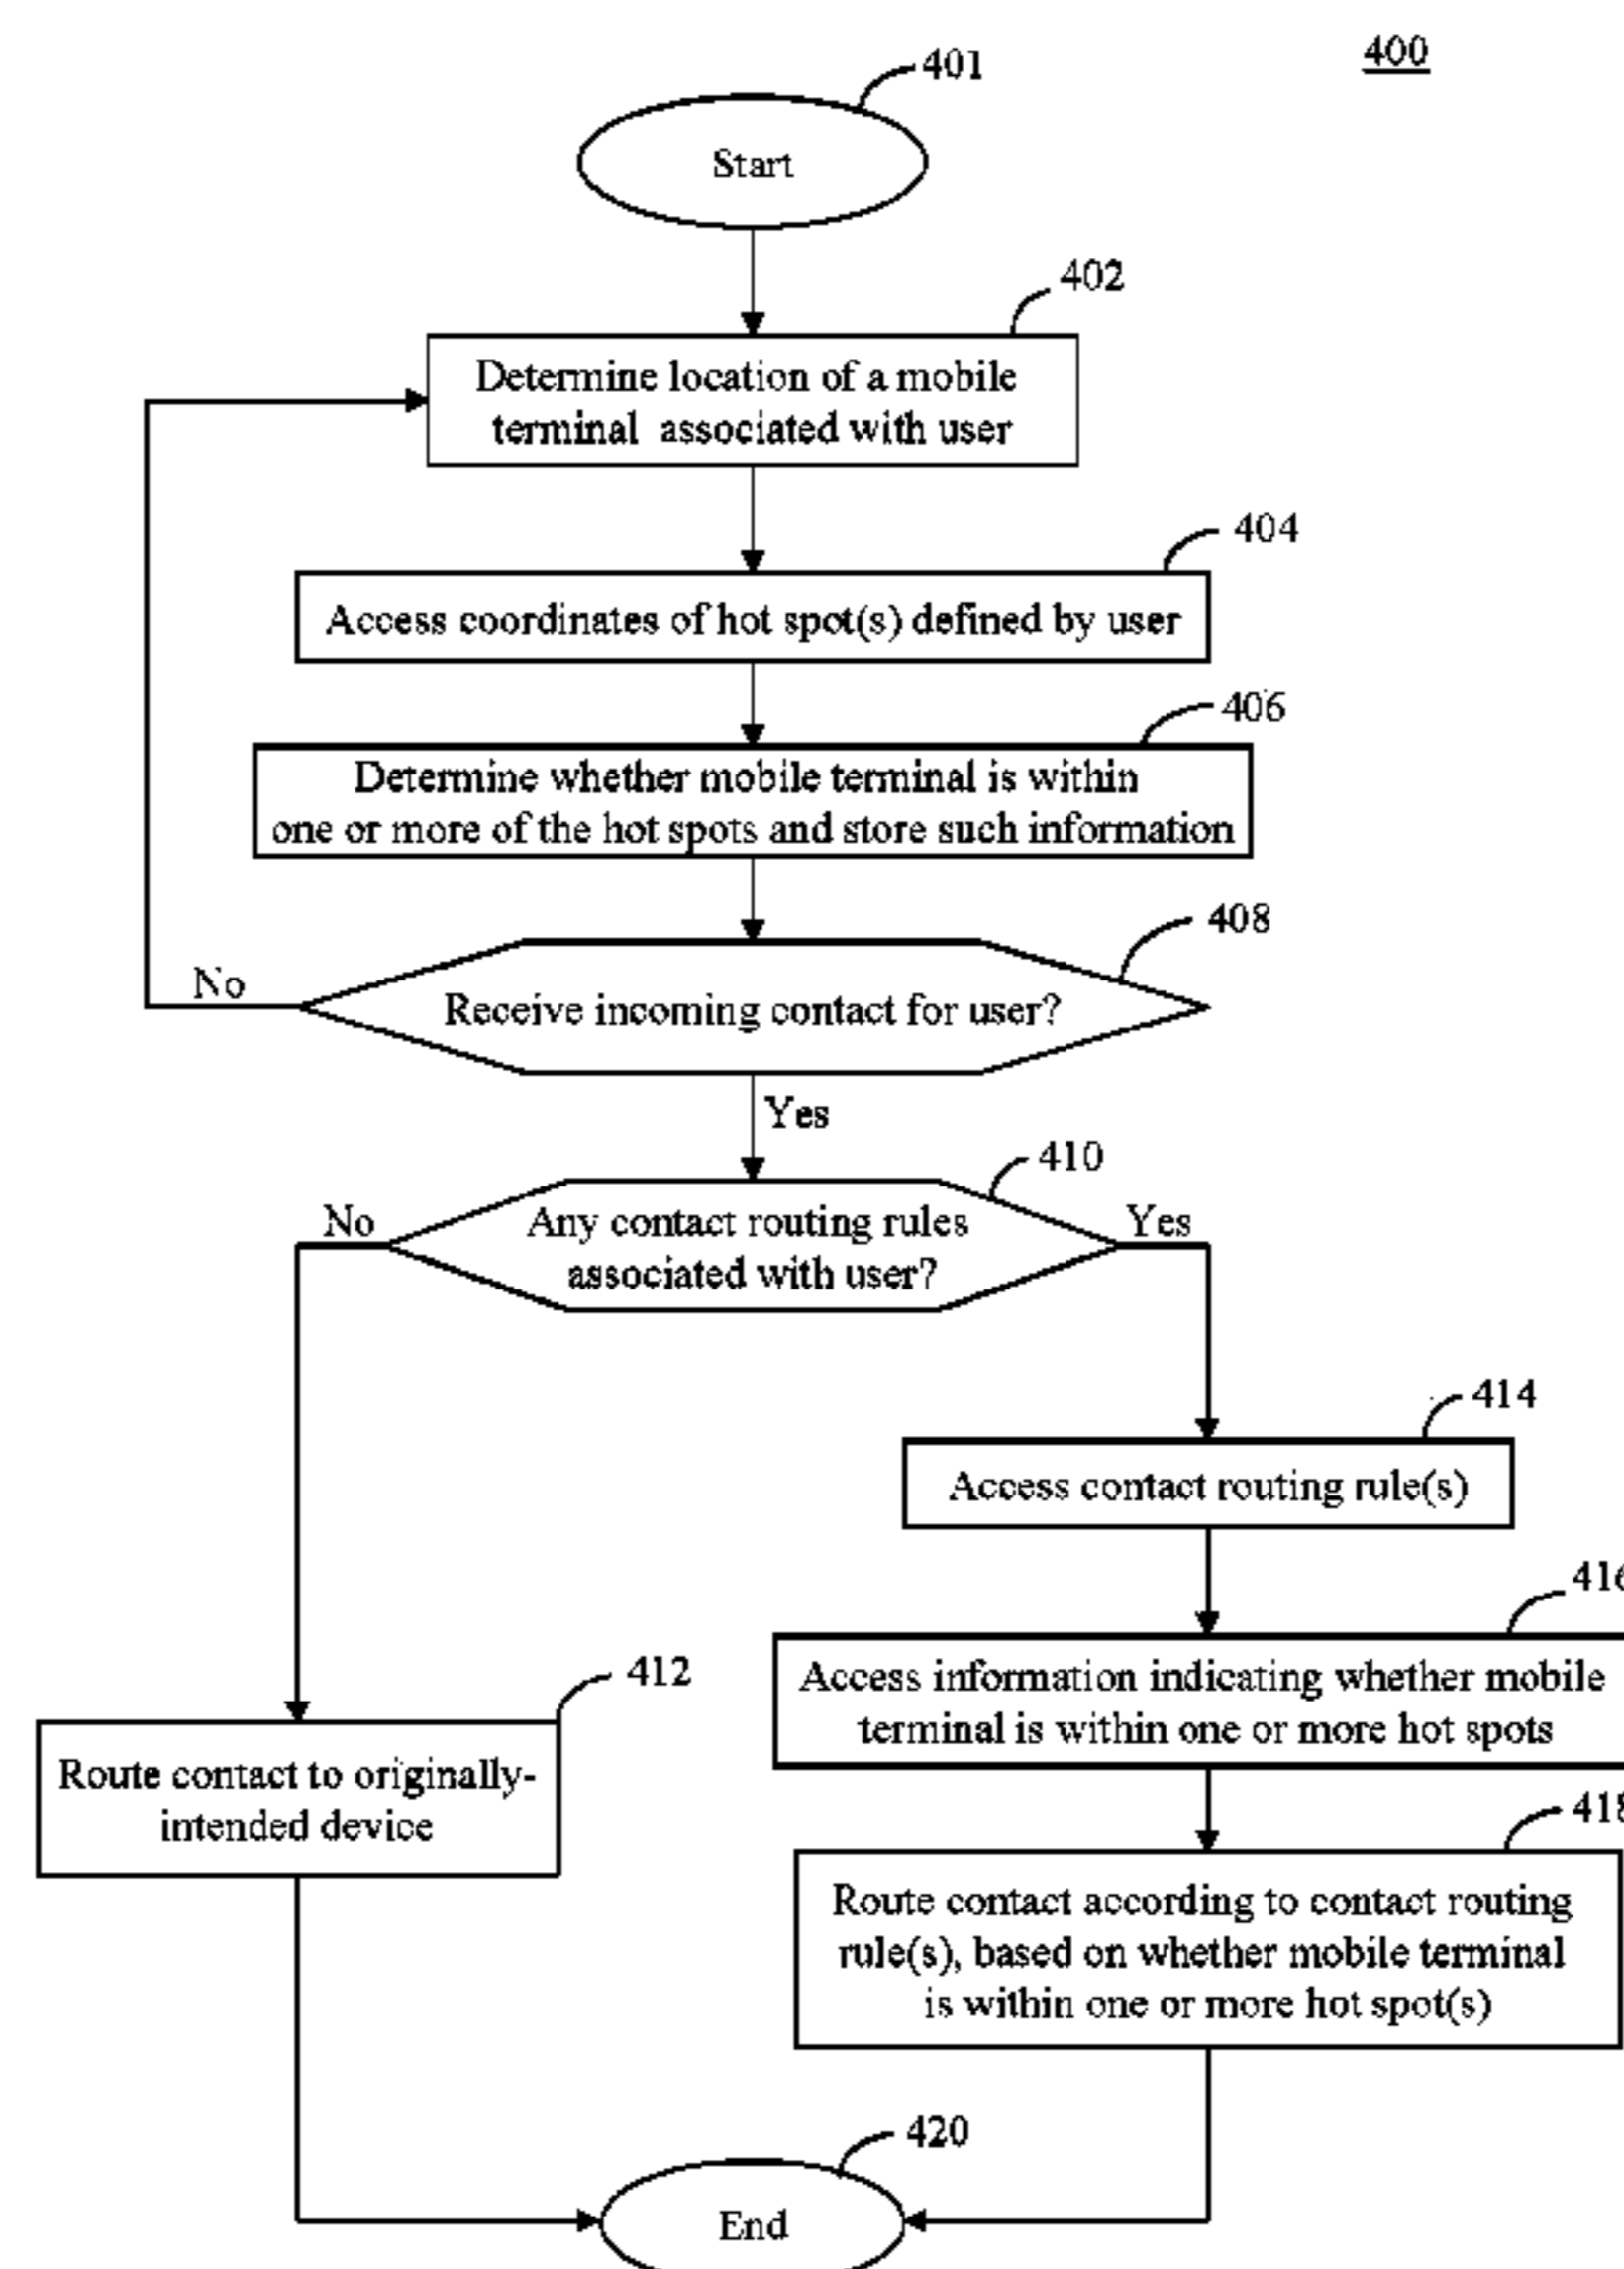 400
401
Start
402
Determine location of a mobile
terminal associated with user
404
Access coordinates of hot spot(s) defined by user
406
Determine whether mobile terminal is within
one or more of the hot spots and store such information
408
No
Receive incoming contact for user?
Yes
410
No
Any contact routing rules
associated with user?
Yes
414
Access contact routing rule(s)
416
Access information indicating whether mobile
terminal is within one or more hot spots
412
Route contact to originally-
intended device
418
Route contact according to contact routing
rule(s), based on whether mobile terminal
is within one or more hot spot(s)
420
End